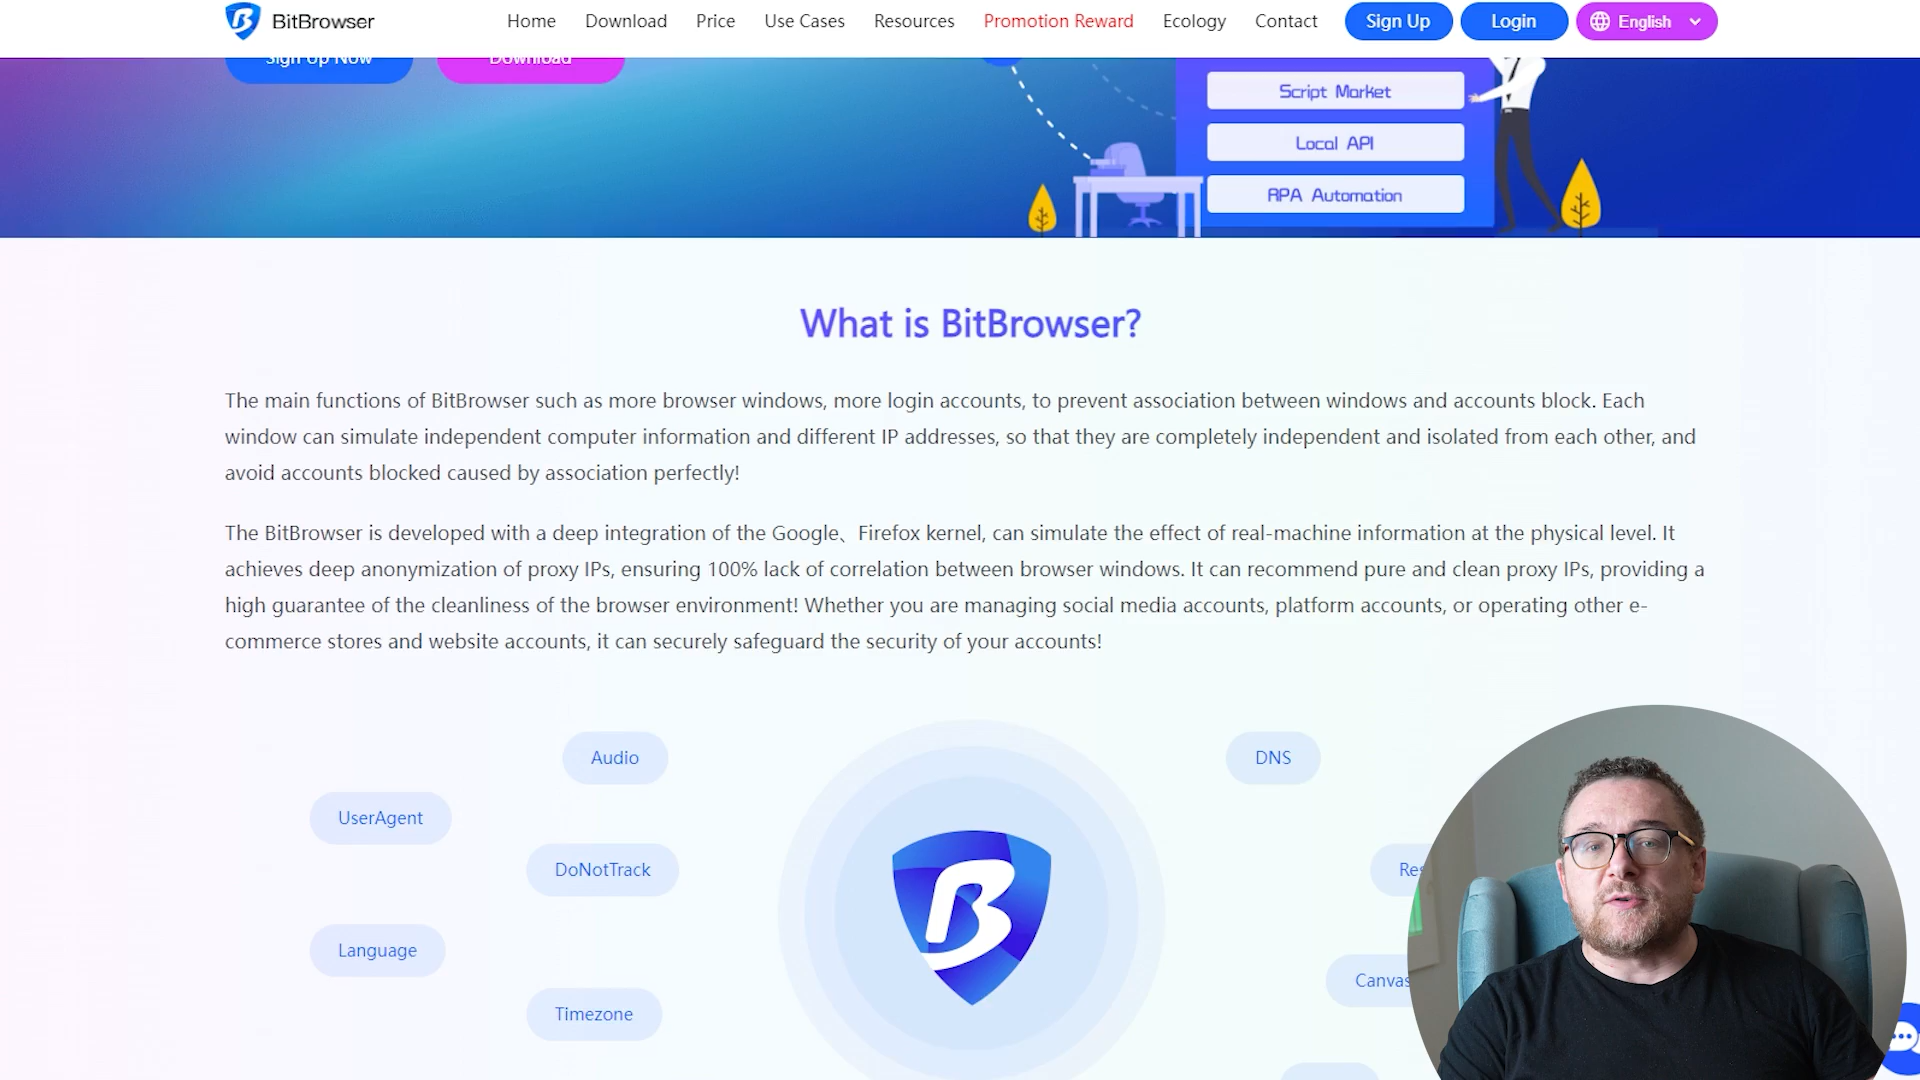 BitBrowser
Home Download Price Use Cases Resources Promotion Reward Ecology Contact Sign Up Login English
Sign Up Now Download
Script Market
Local API
RPA Automation
What is BitBrowser?
The main functions of BitBrowser such as more browser windows, more login accounts, to prevent association between windows and accounts block. Each
window can simulate independent computer information and different IP addresses, so that they are completely independent and isolated from each other, and
avoid accounts blocked caused by association perfectly!
The BitBrowser is developed with a deep integration of the Google、Firefox kernel, can simulate the effect of real-machine information at the physical level. It
achieves deep anonymization of proxy IPs, ensuring 100% lack of correlation between browser windows. It can recommend pure and clean proxy IPs, providing a
high guarantee of the cleanliness of the browser environment! Whether you are managing social media accounts, platform accounts, or operating other e-
commerce stores and website accounts, it can securely safeguard the security of your accounts!
Audio
DNS
UserAgent
DoNotTrack
Language
Canvas
Timezone